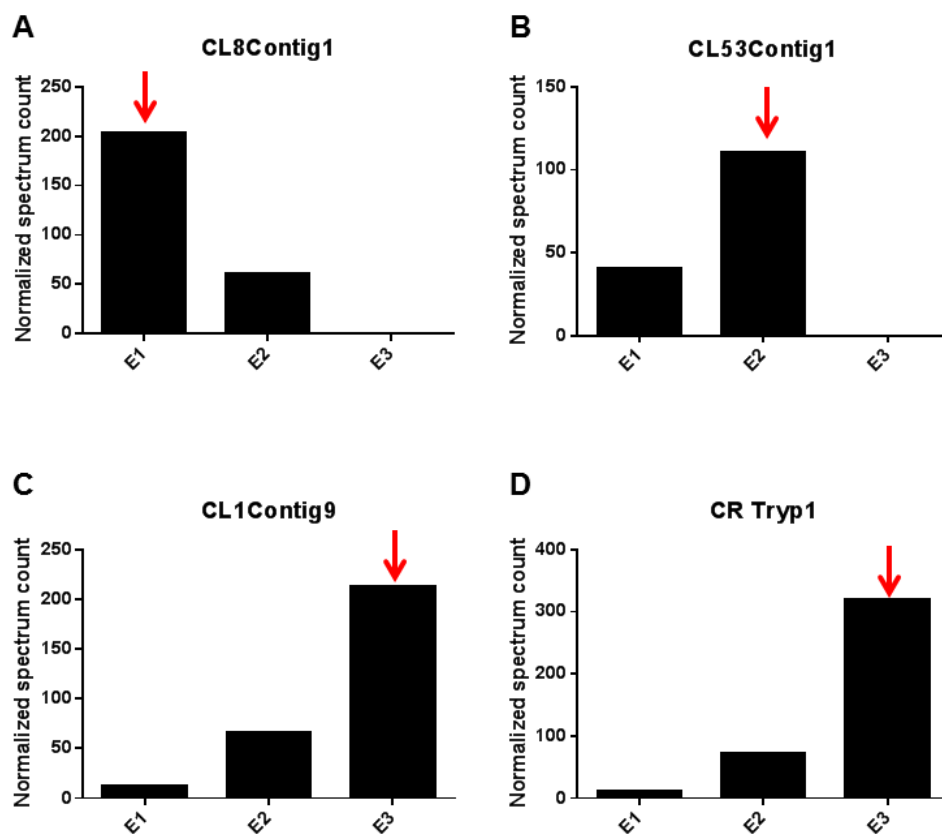 A
CL8Contig1
Normalized spectrum count
250
200
150
100
50
0
E1
E2
E3
B
CL53Contig1
Normalized spectrum count
150
100
50
0
E1
E2
E3
C
CL1Contig9
Normalized spectrum count
250
200
150
100
50
0
E1
E2
E3
D
CR Tryp1
Normalized spectrum count
400
300
200
100
0
E1
E2
E3